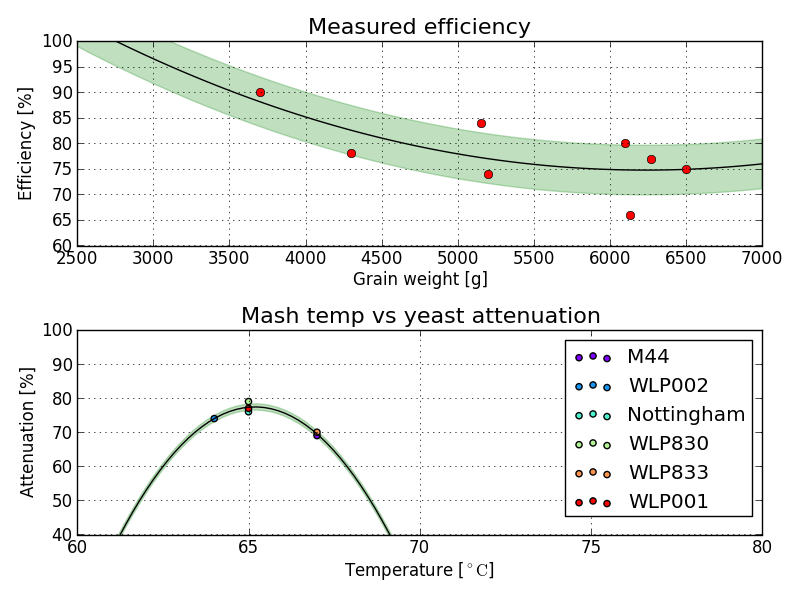 Measured efficiency
100
95
90
85
80
75
70
65
60
Efficiency [%]
2500 3000 3500 4000 4500 5000 5500 6000 6500 7000
Grain weight [g]
Mash temp vs yeast attenuation
100
90
80
70
60
50
40
Attenuation [%]
M44
WLP002
Nottingham
WLP830
WLP833
WLP001
60 65 70 75 80
Temperature [°C]